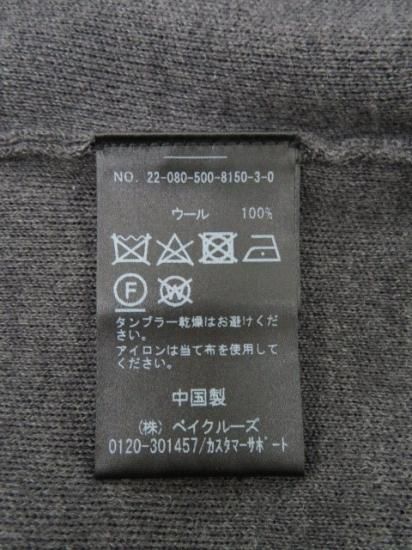 NO. 22-080-500-8150-3-0
ウール 100%
F
W
タンブラー乾燥はお避けくだ
さい。
アイロンは当て布を使用して
ください。
中国製
(株) ベイクルーズ
0120-301457/カスタマーサポート